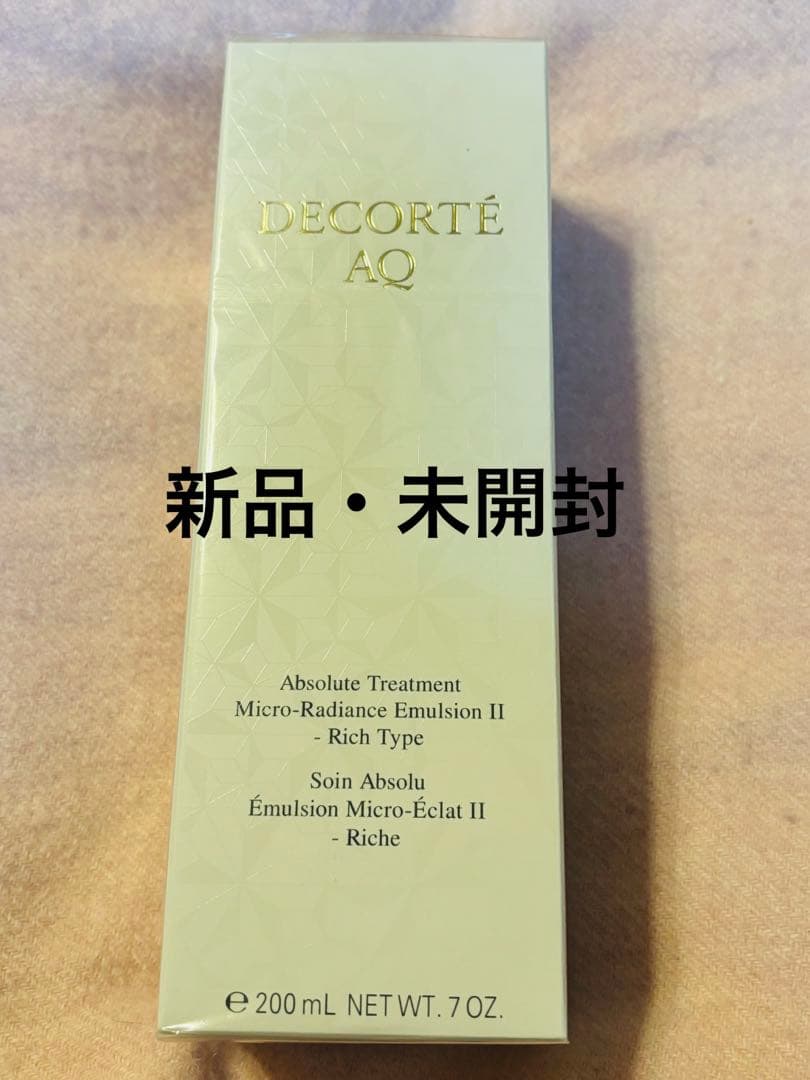 DECORTÉ
AQ
新品・未開封
Absolute Treatment
Micro-Radiance Emulsion II
- Rich Type
Soin Absolu
Émulsion Micro-Éclat II
- Riche
℮ 200 mL NET WT. 7 OZ.